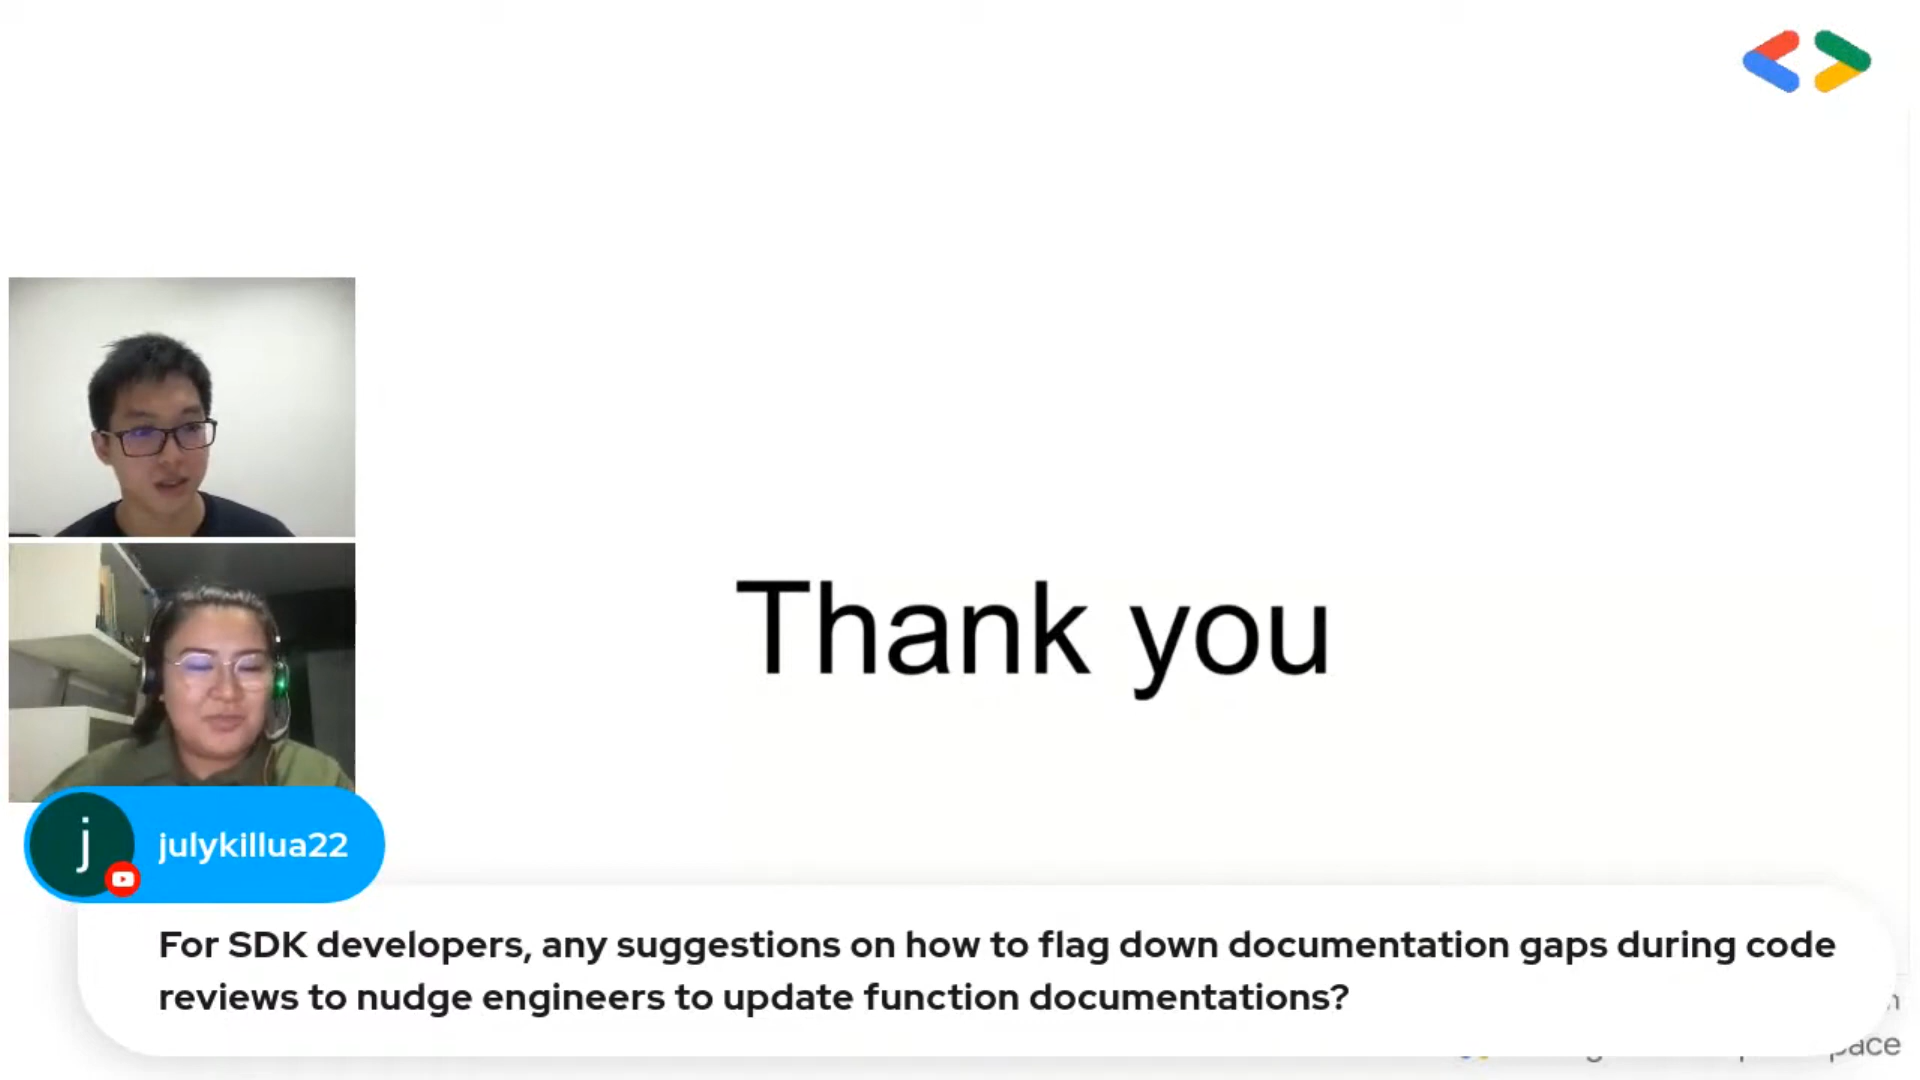 Thank you
j
julykillua22
For SDK developers, any suggestions on how to flag down documentation gaps during code
reviews to nudge engineers to update function documentations?